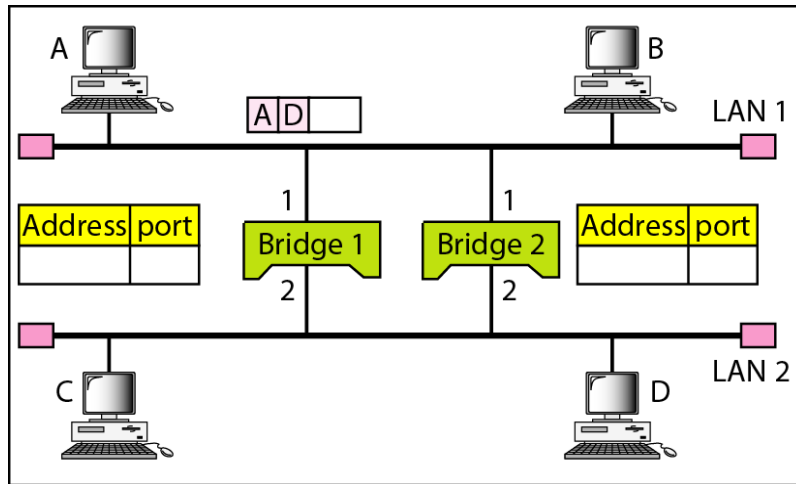 A
B
A D
LAN 1
1
1
Address port
Bridge 1
Bridge 2
Address port
2
2
C
D
LAN 2